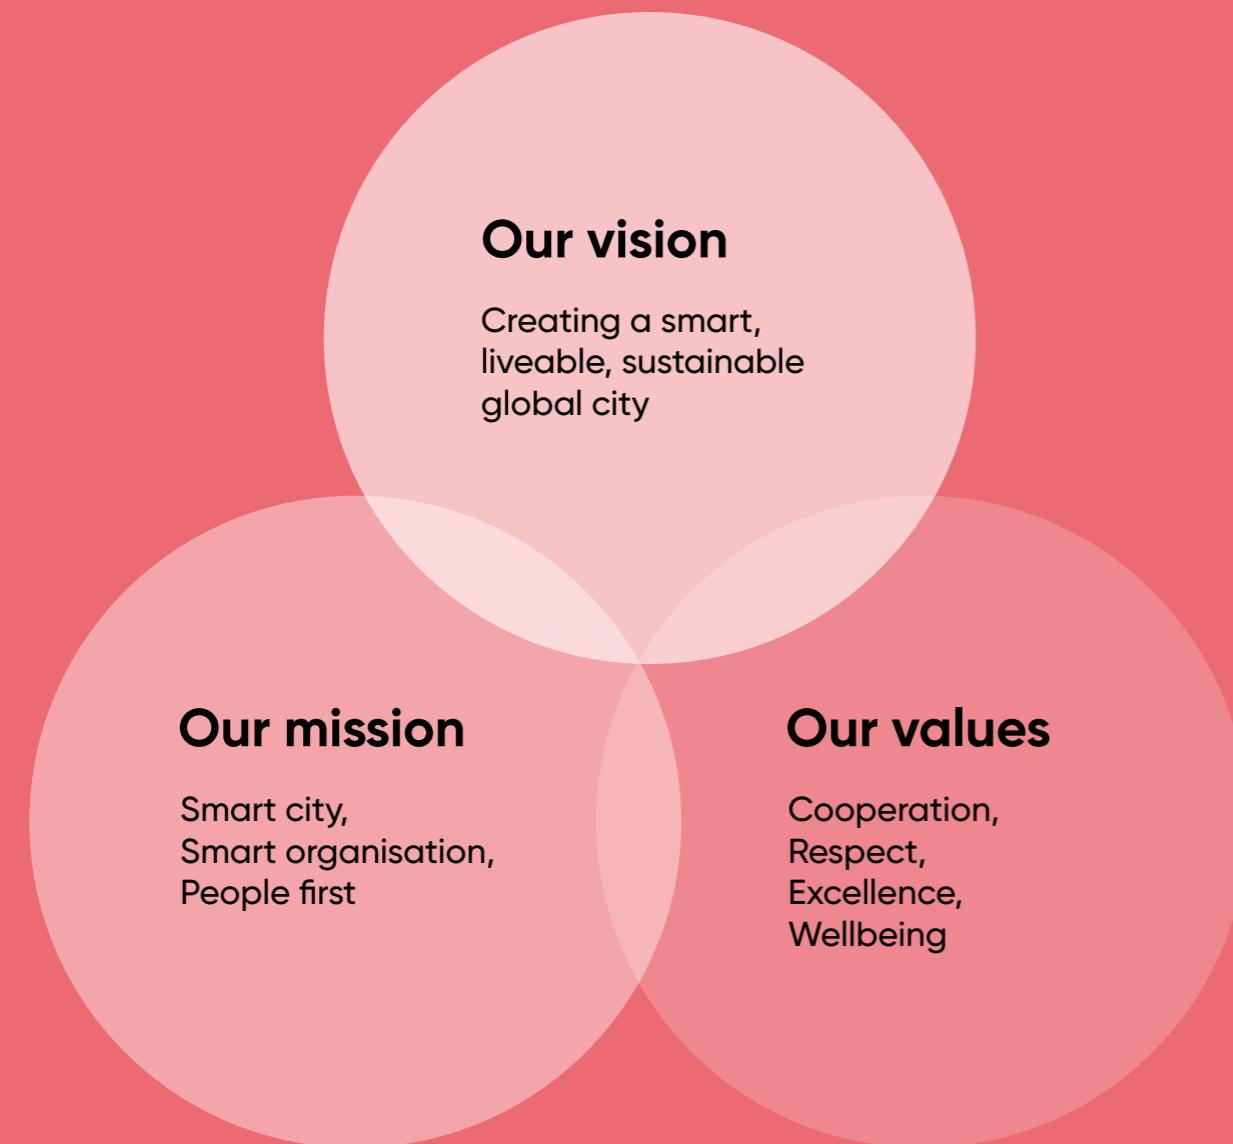 Our vision
Creating a smart,
liveable, sustainable
global city
Our mission
Smart city,
Smart organisation,
People first
Our values
Cooperation,
Respect,
Excellence,
Wellbeing